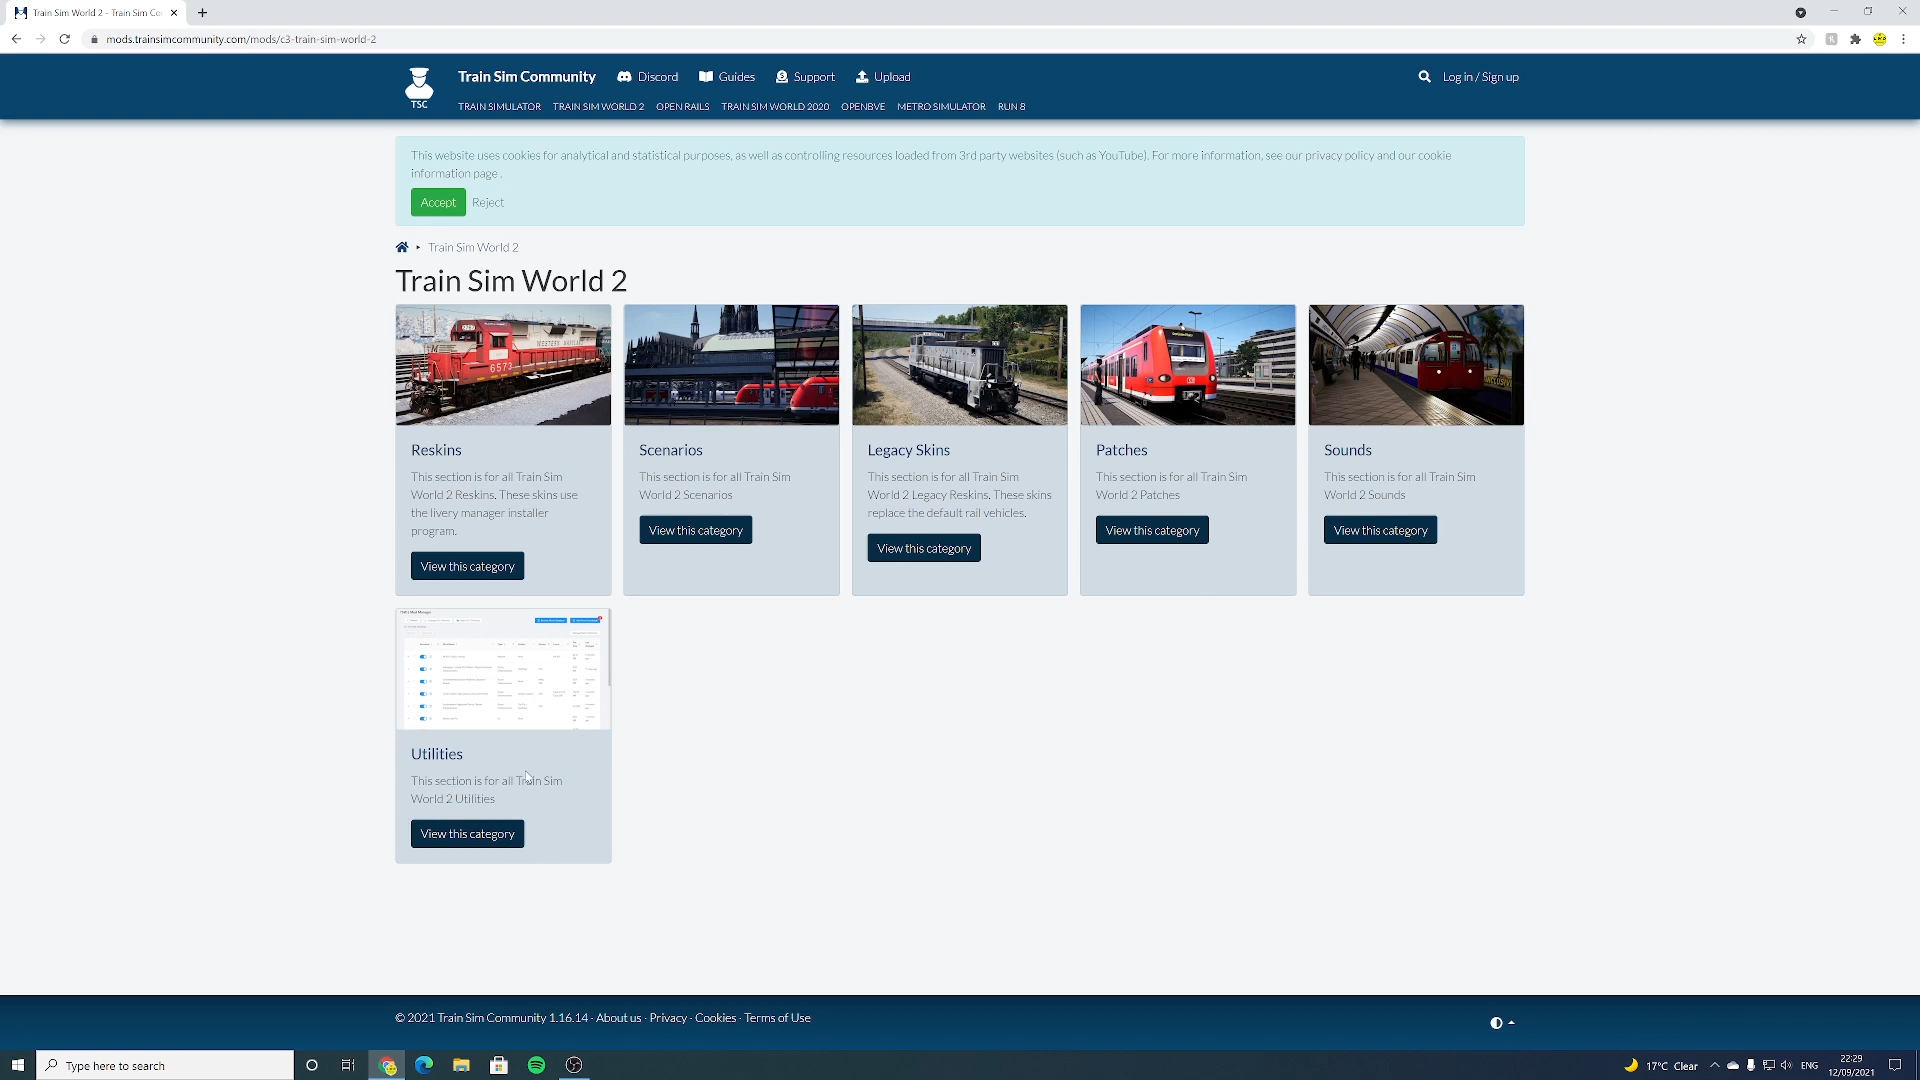 Train Sim World 2 - Train Sim Co
mods.trainsimcommunity.com/mods/c3-train-sim-world-2
TSC
Train Sim Community
Discord
Guides
Support
Upload
Log in / Sign up
TRAIN SIMULATOR
TRAIN SIM WORLD 2
OPEN RAILS
TRAIN SIM WORLD 2020
OPENBVE
METRO SIMULATOR
RUN 8
This website uses cookies for analytical and statistical purposes, as well as controlling resources loaded from 3rd party websites (such as YouTube). For more information, see our privacy policy and our cookie
information page .
Accept
Reject
Train Sim World 2
Train Sim World 2
WESTERN MARYLAND
6573
Reskins
This section is for all Train Sim
World 2 Reskins. These skins use
the livery manager installer
program.
View this category
Scenarios
This section is for all Train Sim
World 2 Scenarios
View this category
Legacy Skins
This section is for all Train Sim
World 2 Legacy Reskins. These skins
replace the default rail vehicles.
View this category
Patches
This section is for all Train Sim
World 2 Patches
View this category
Sounds
This section is for all Train Sim
World 2 Sounds
View this category
Utilities
This section is for all Train Sim
World 2 Utilities
View this category
© 2021 Train Sim Community 1.16.14 · About us · Privacy · Cookies · Terms of Use
Type here to search
17°C Clear
ENG
22:29
12/09/2021